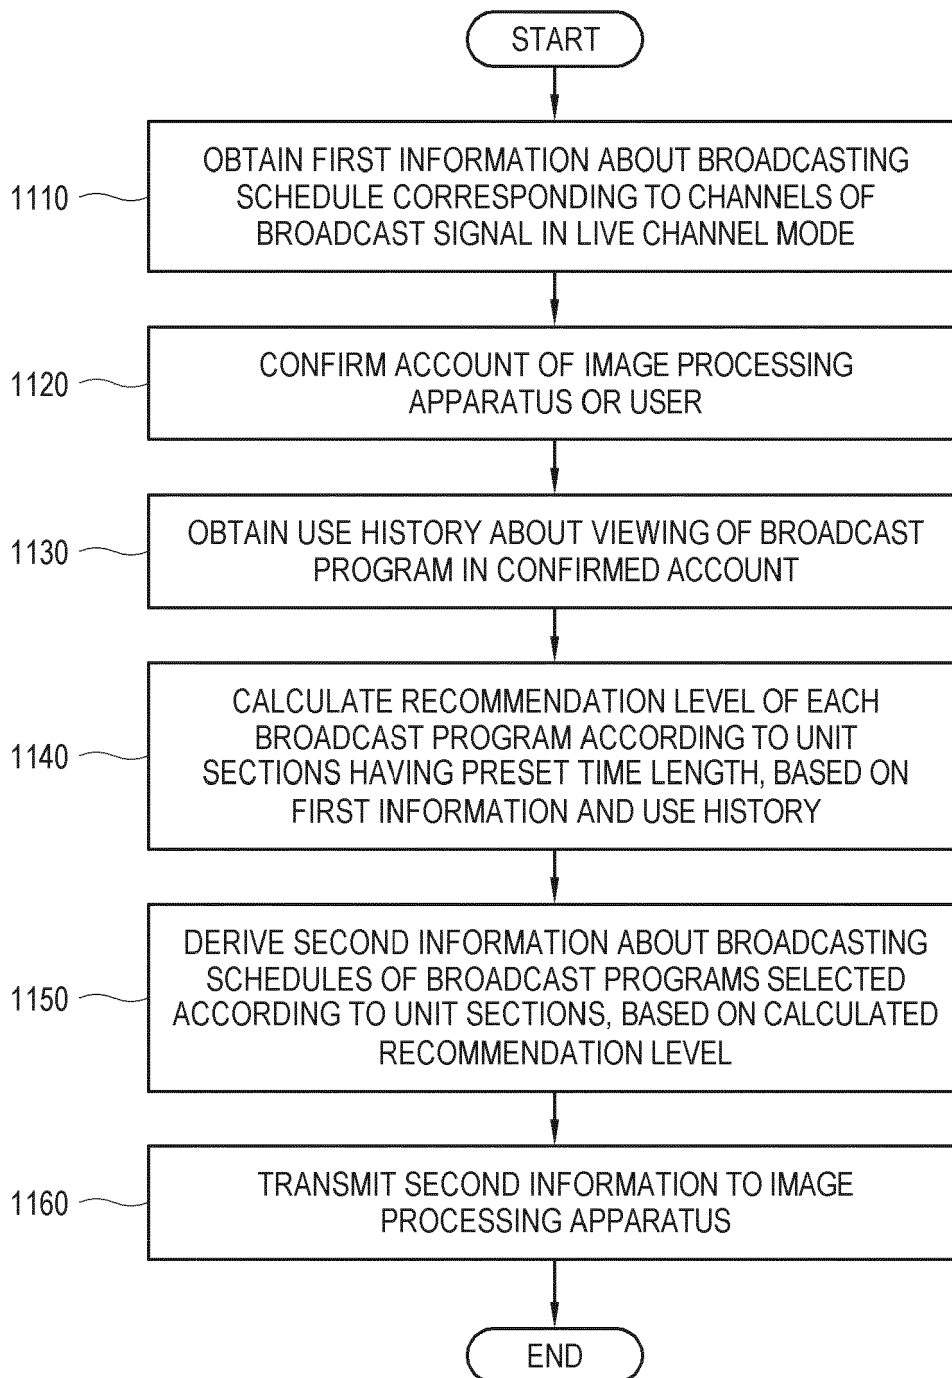 START
1110
OBTAIN FIRST INFORMATION ABOUT BROADCASTING
SCHEDULE CORRESPONDING TO CHANNELS OF
BROADCAST SIGNAL IN LIVE CHANNEL MODE
1120
CONFIRM ACCOUNT OF IMAGE PROCESSING
APPARATUS OR USER
1130
OBTAIN USE HISTORY ABOUT VIEWING OF BROADCAST
PROGRAM IN CONFIRMED ACCOUNT
1140
CALCULATE RECOMMENDATION LEVEL OF EACH
BROADCAST PROGRAM ACCORDING TO UNIT
SECTIONS HAVING PRESET TIME LENGTH, BASED ON
FIRST INFORMATION AND USE HISTORY
1150
DERIVE SECOND INFORMATION ABOUT BROADCASTING
SCHEDULES OF BROADCAST PROGRAMS SELECTED
ACCORDING TO UNIT SECTIONS, BASED ON CALCULATED
RECOMMENDATION LEVEL
1160
TRANSMIT SECOND INFORMATION TO IMAGE
PROCESSING APPARATUS
END